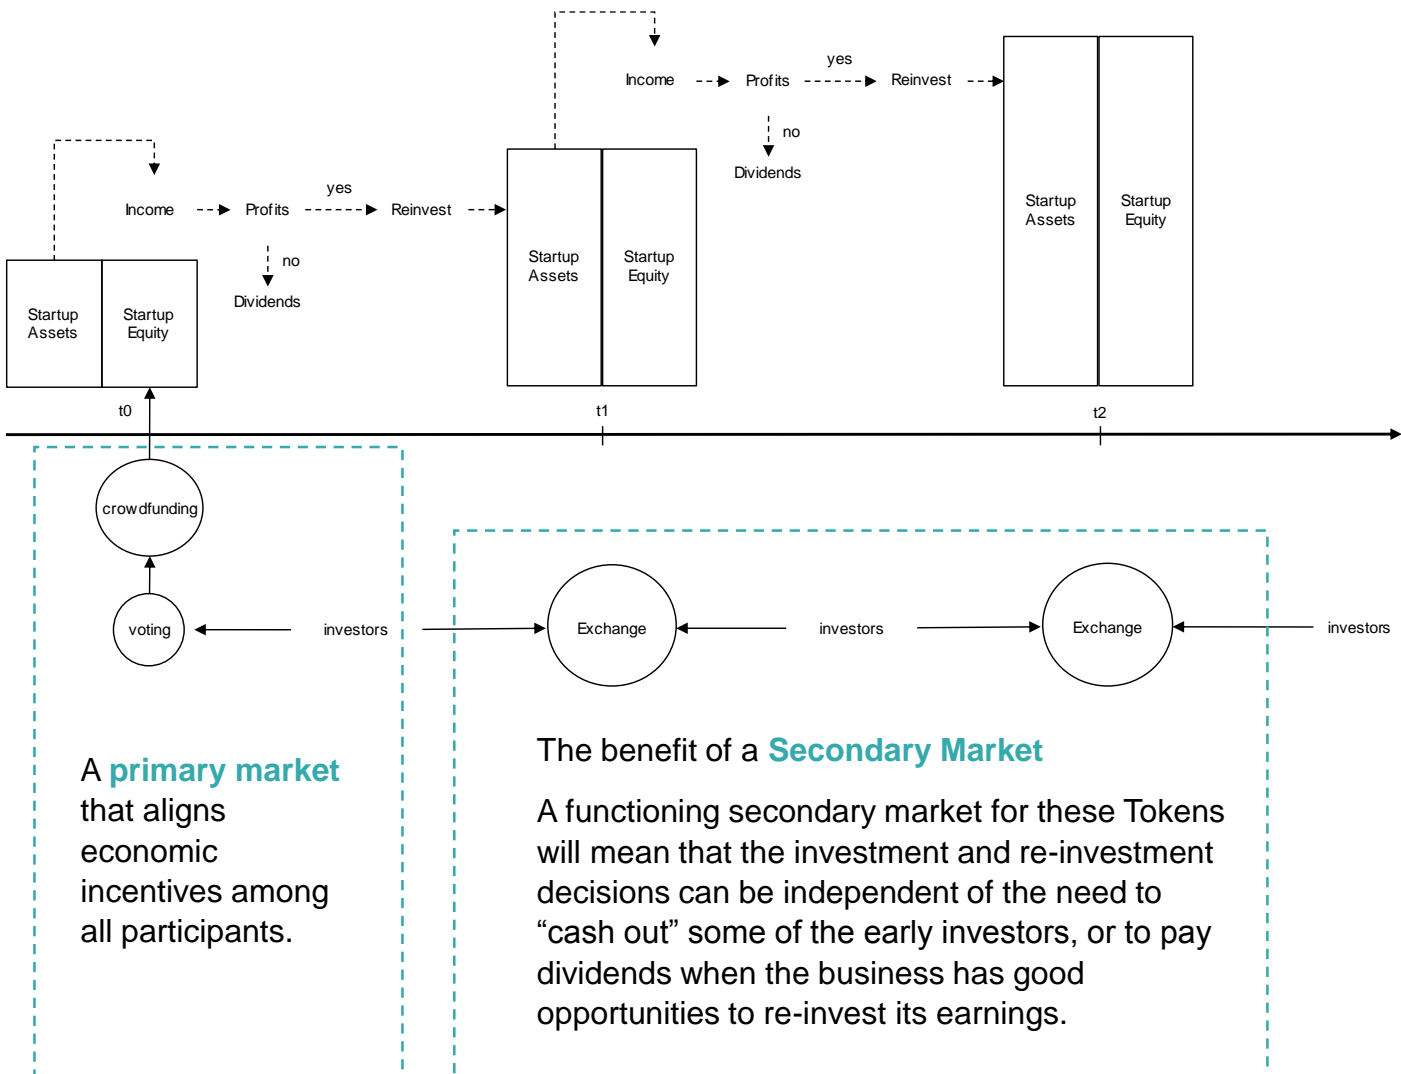 Income
Profits
yes
Reinvest
no
Dividends
Startup
Assets
Startup
Equity
Income
Profits
yes
Reinvest
no
Dividends
Startup
Assets
Startup
Equity
Startup
Assets
Startup
Equity
t0
t1
t2
crowdfunding
voting
investors
Exchange
investors
Exchange
investors
A primary market
that aligns
economic
incentives among
all participants.
The benefit of a Secondary Market
A functioning secondary market for these Tokens
will mean that the investment and re-investment
decisions can be independent of the need to
“cash out” some of the early investors, or to pay
dividends when the business has good
opportunities to re-invest its earnings.